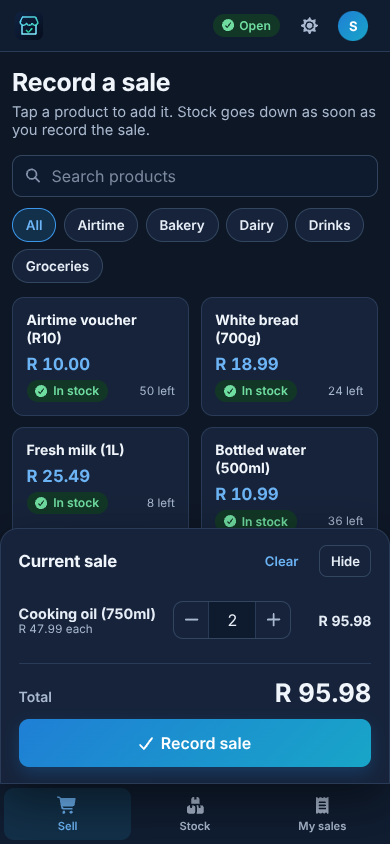 Open
S
Record a sale
Tap a product to add it. Stock goes down as soon as
you record the sale.
Search products
All
Airtime
Bakery
Dairy
Drinks
Groceries
Airtime voucher
(R10)
R 10.00
In stock
50 left
White bread
(700g)
R 18.99
In stock
24 left
Fresh milk (1L)
R 25.49
In stock
8 left
Bottled water
(500ml)
R 10.99
In stock
36 left
Current sale
Clear
Hide
Cooking oil (750ml)
R 47.99 each
2
R 95.98
Total
R 95.98
Record sale
Sell
Stock
My sales